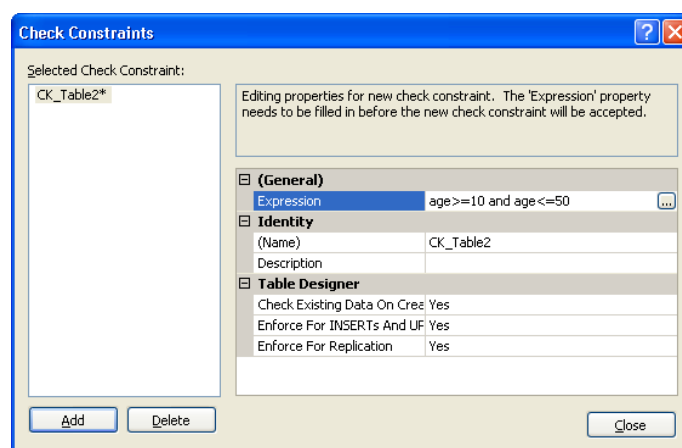 Check Constraints
Selected Check Constraint:
CK_Table2*
Editing properties for new check constraint. The 'Expression' property
needs to be filled in before the new check constraint will be accepted.
(General)
Expression age>=10 and age<=50 ...
Identity
(Name) CK_Table2
Description
Table Designer
Check Existing Data On Crea Yes
Enforce For INSERTs And UP Yes
Enforce For Replication Yes
Add Delete Close